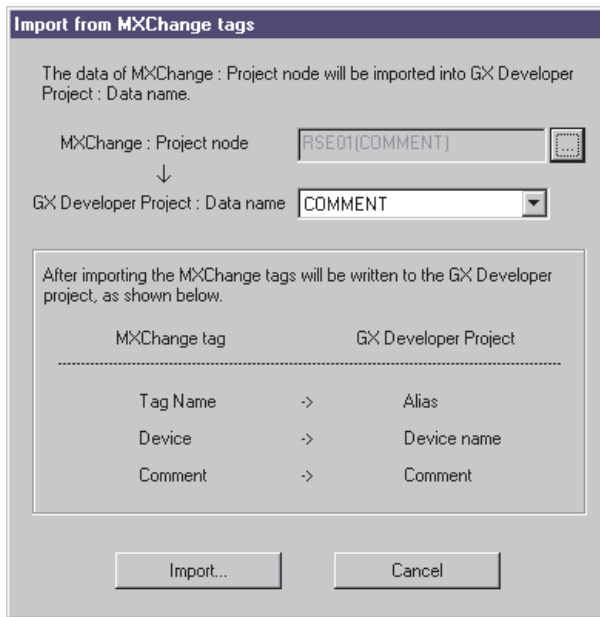 Import from MXChange tags
The data of MXChange : Project node will be imported into GX Developer
Project : Data name.
MXChange : Project node RSE01(COMMENT) ...
↓
GX Developer Project : Data name COMMENT
After importing the MXChange tags will be written to the GX Developer
project, as shown below.
MXChange tag GX Developer Project
Tag Name -> Alias
Device -> Device name
Comment -> Comment
Import... Cancel